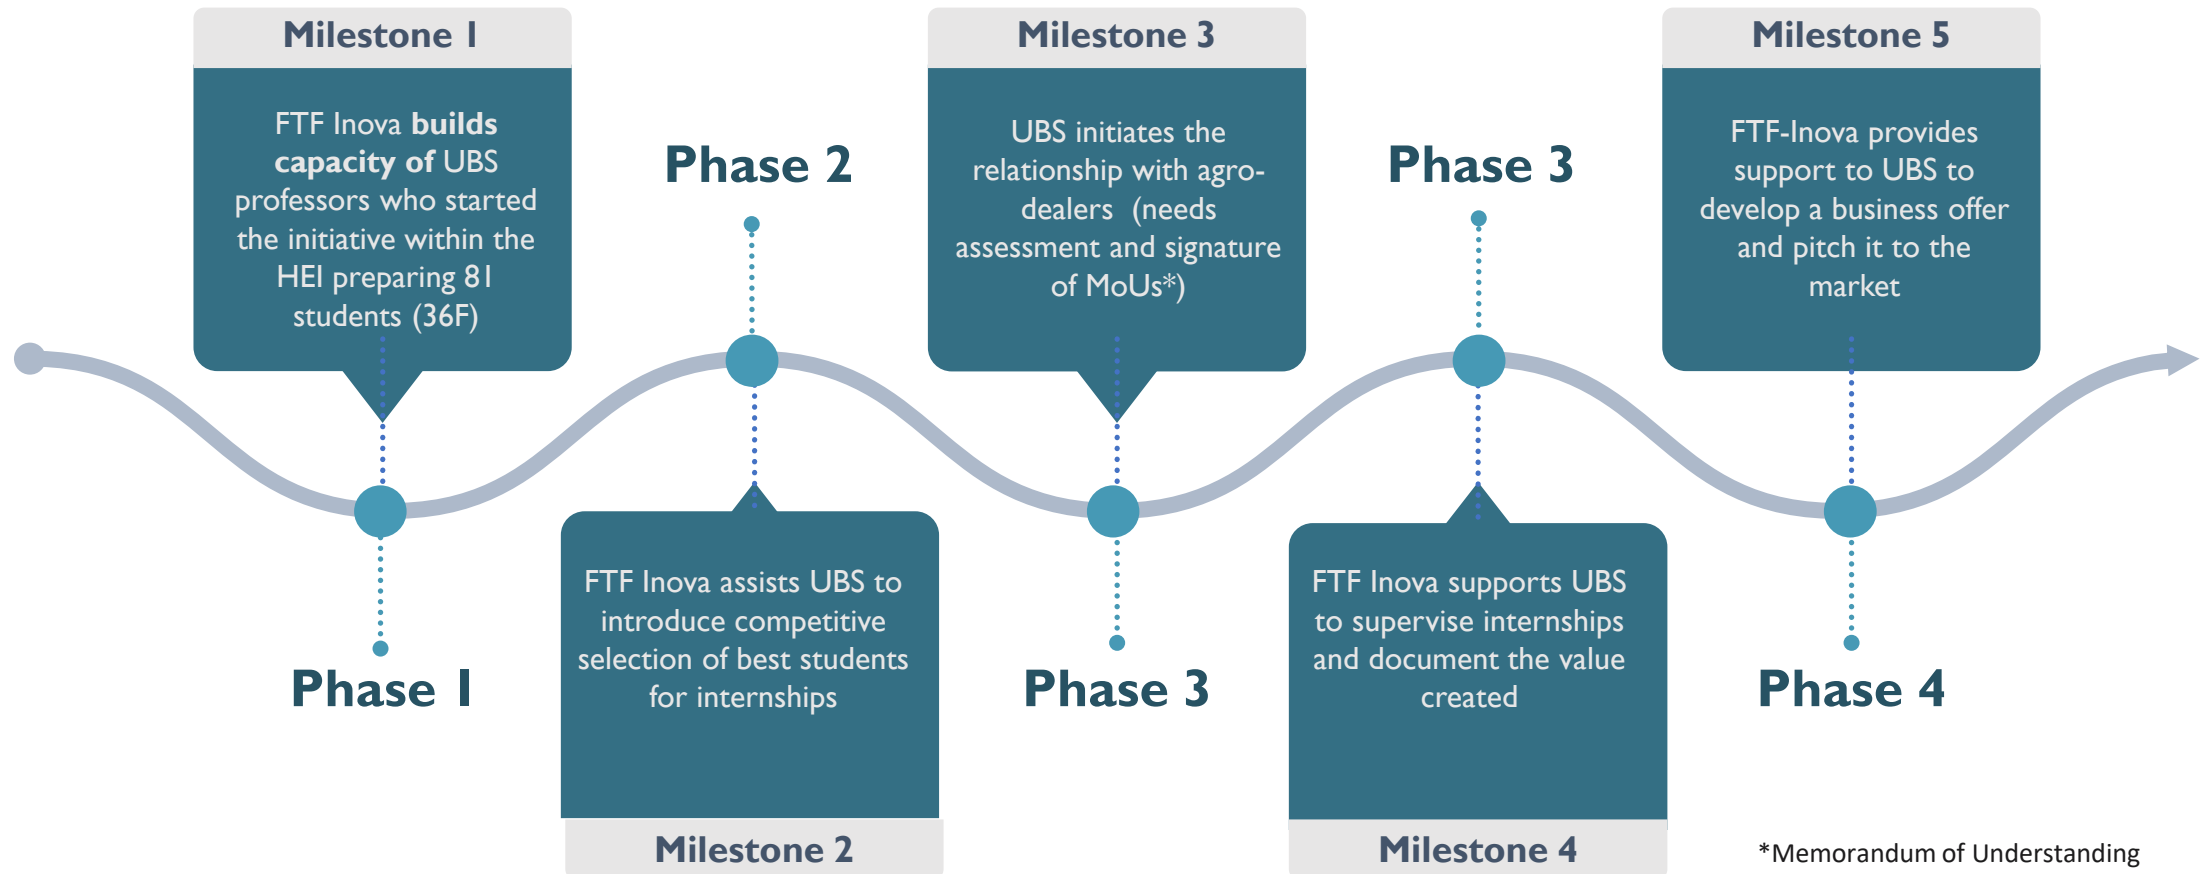 Milestone 1
FTF Inova builds
capacity of UBS
professors who started
the initiative within the
HEI preparing 81
students (36F)
Phase 1
Phase 2
FTF Inova assists UBS to
introduce competitive
selection of best students
for internships
Milestone 2
Milestone 3
UBS initiates the
relationship with agro-
dealers (needs
assessment and signature
of MoUs*)
Phase 3
Phase 3
FTF Inova supports UBS
to supervise internships
and document the value
created
Milestone 4
Milestone 5
FTF-Inova provides
support to UBS to
develop a business offer
and pitch it to the
market
Phase 4
*Memorandum of Understanding